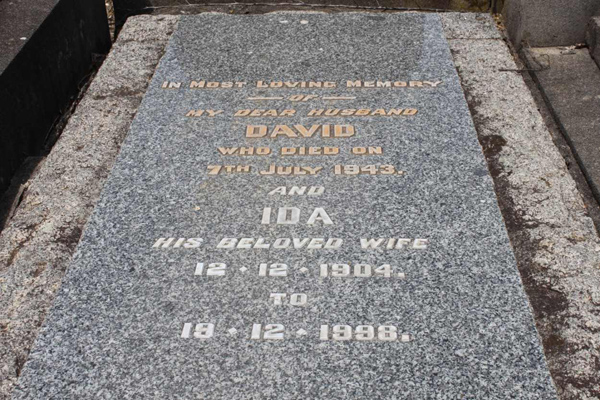 IN MOST LOVING MEMORY
OF
MY DEAR HUSBAND
DAVID
WHO DIED ON
7TH JULY 1943.
AND
IDA
HIS BELOVED WIFE
12 · 12 · 1904.
TO
19 · 12 · 1998.